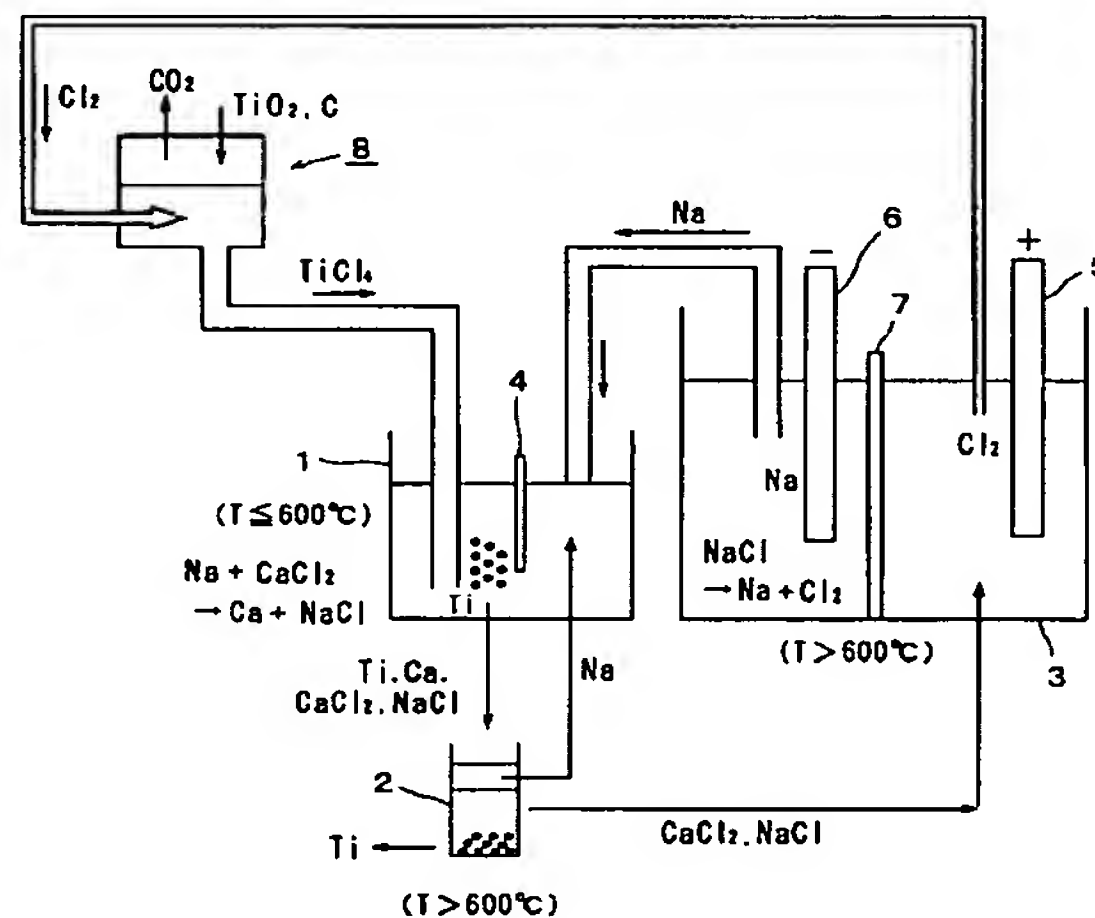 CO₂
Cl₂
TiO₂. C
8
Na
6
−
+
5
TiCl₄
7
4
1
Cl₂
Na
(T≦600℃)
Na + CaCl₂
→ Ca + NaCl
Ti
NaCl
→ Na + Cl₂
(T>600℃)
3
Ti.Ca.
CaCl₂.NaCl
Na
2
CaCl₂.NaCl
Ti
(T>600℃)